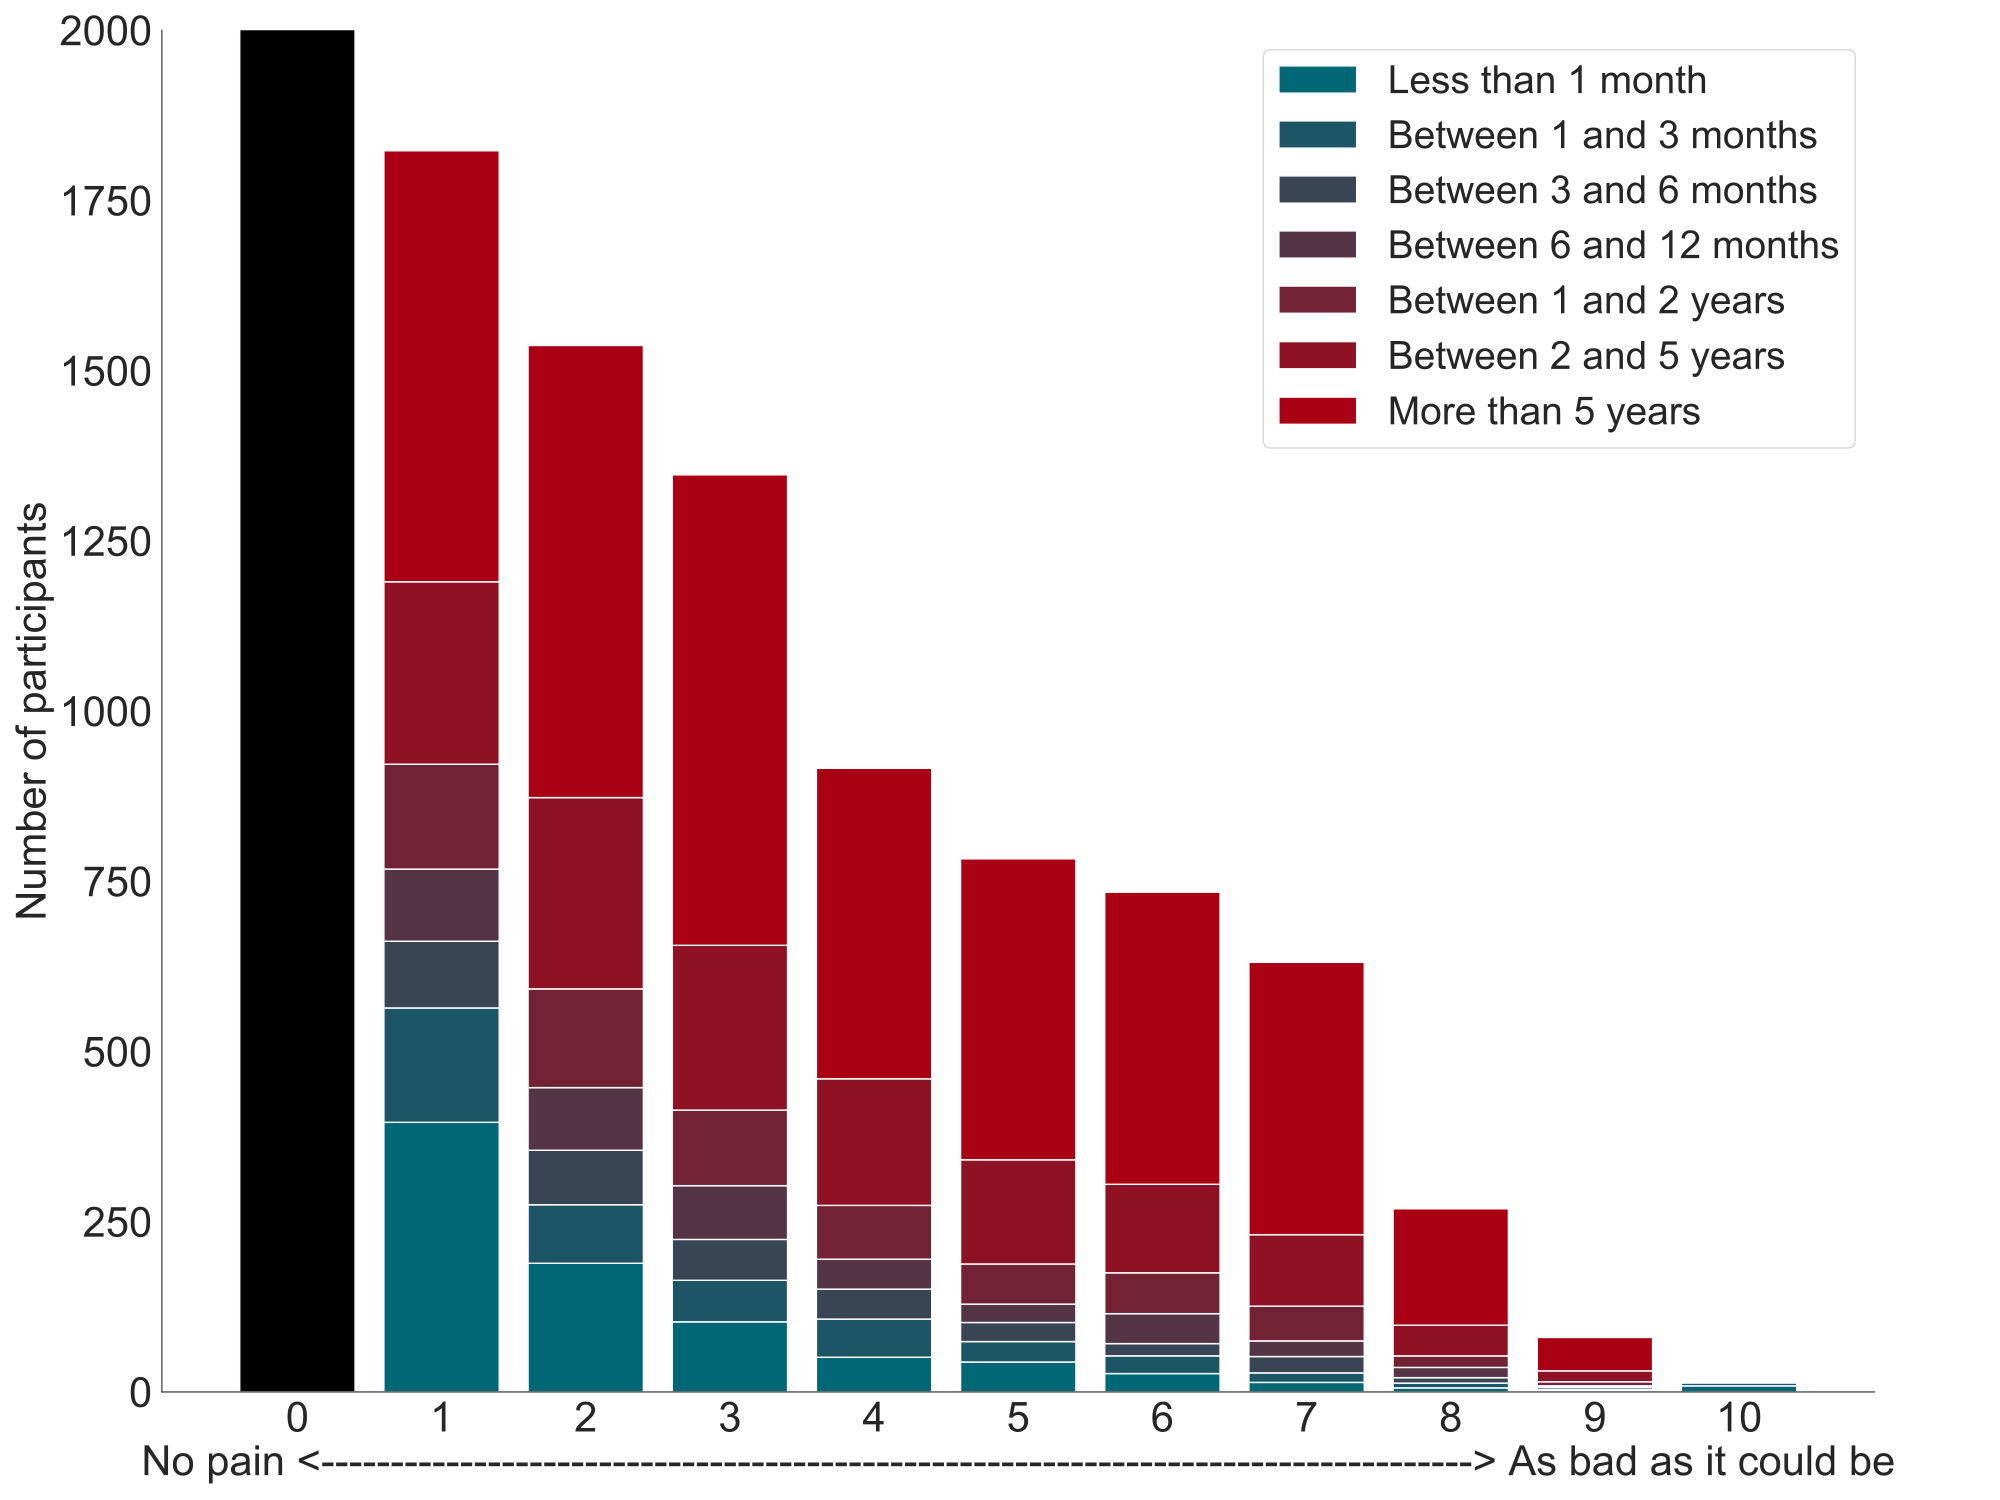 Number of participants
2000
1750
1500
1250
1000
750
500
250
0
Less than 1 month
Between 1 and 3 months
Between 3 and 6 months
Between 6 and 12 months
Between 1 and 2 years
Between 2 and 5 years
More than 5 years
0 1 2 3 4 5 6 7 8 9 10
No pain <------------------------------------------------------------------------------------> As bad as it could be